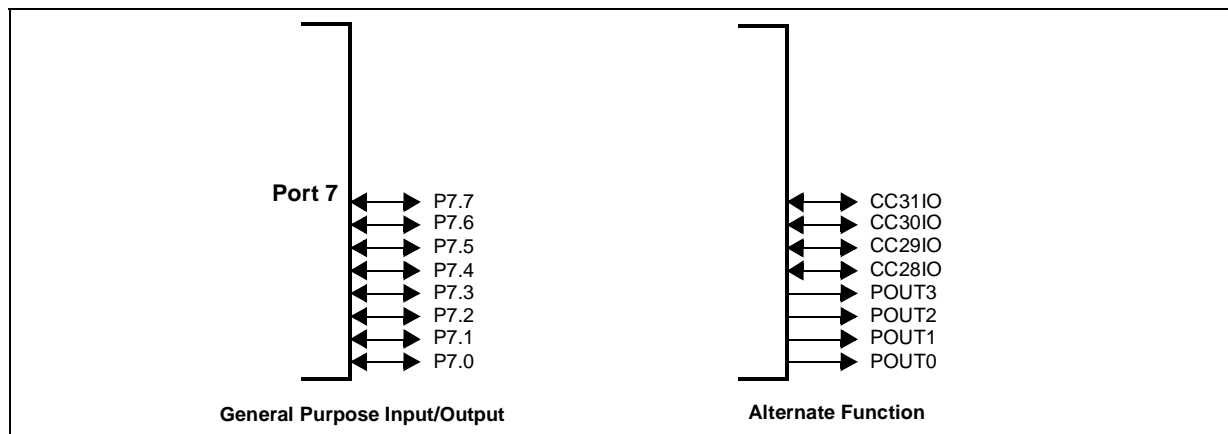 Port 7
P7.7
P7.6
P7.5
P7.4
P7.3
P7.2
P7.1
P7.0
General Purpose Input/Output
CC31IO
CC30IO
CC29IO
CC28IO
POUT3
POUT2
POUT1
POUT0
Alternate Function